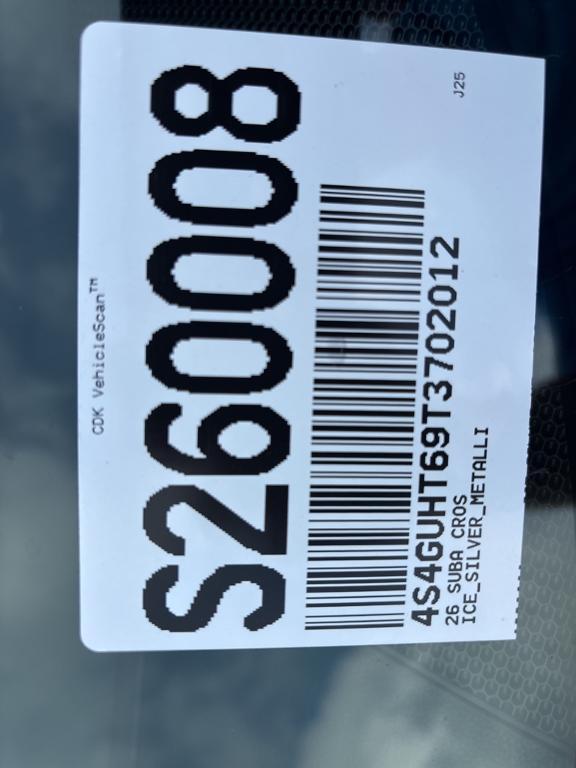 CDK VehicleScan™
S260008
4S4GUHT69T3702012
26 SUBA CROS
ICE_SILVER_METALLI
J25